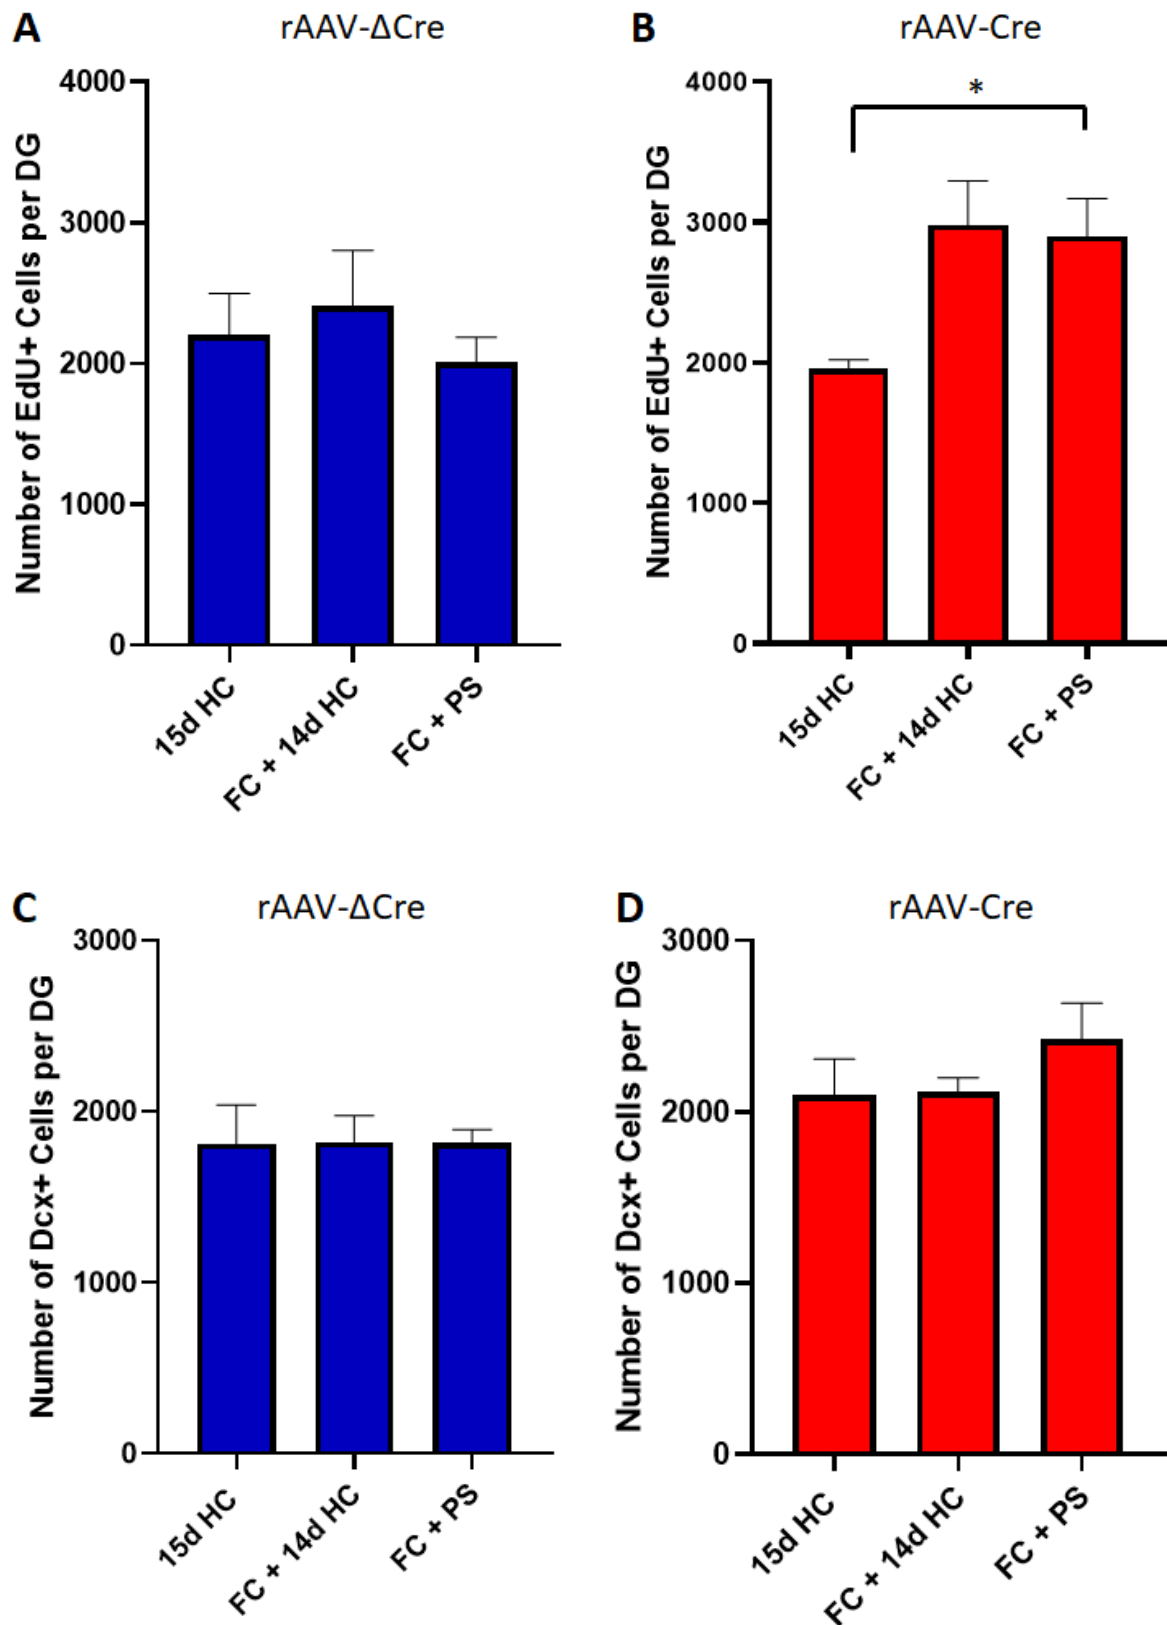 A
rAAV-ΔCre
Number of EdU+ Cells per DG
4000
3000
2000
1000
0
15d HC
FC + 14d HC
FC + PS
B
rAAV-Cre
Number of EdU+ Cells per DG
4000
3000
2000
1000
0
*
15d HC
FC + 14d HC
FC + PS
C
rAAV-ΔCre
Number of Dcx+ Cells per DG
3000
2000
1000
0
15d HC
FC + 14d HC
FC + PS
D
rAAV-Cre
Number of Dcx+ Cells per DG
3000
2000
1000
0
15d HC
FC + 14d HC
FC + PS